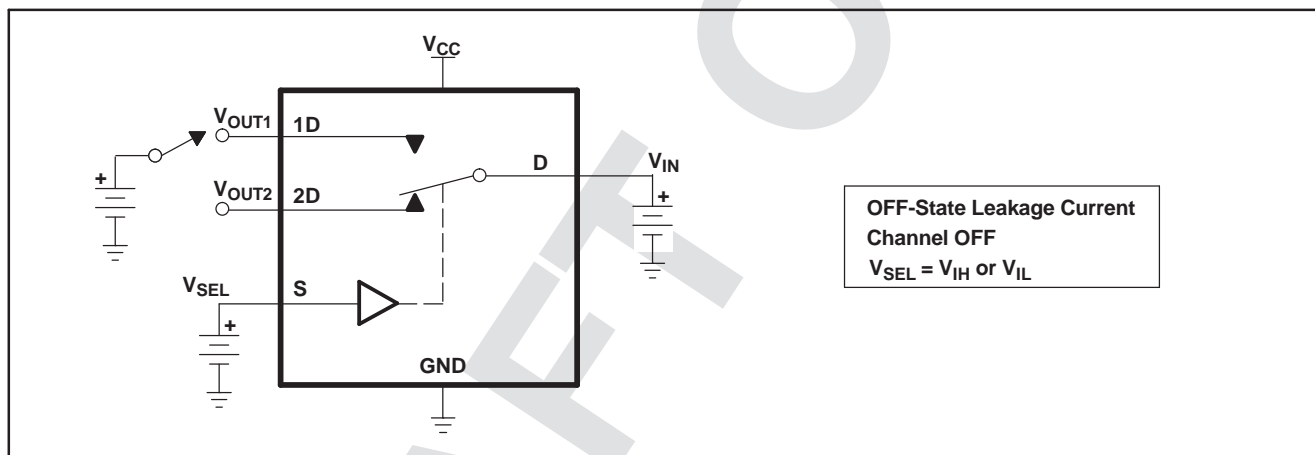 VCC
VOUT1
1D
+
VOUT2
2D
D
VIN
+
VSEL
S
+
GND
OFF-State Leakage Current
Channel OFF
VSEL = VIH or VIL